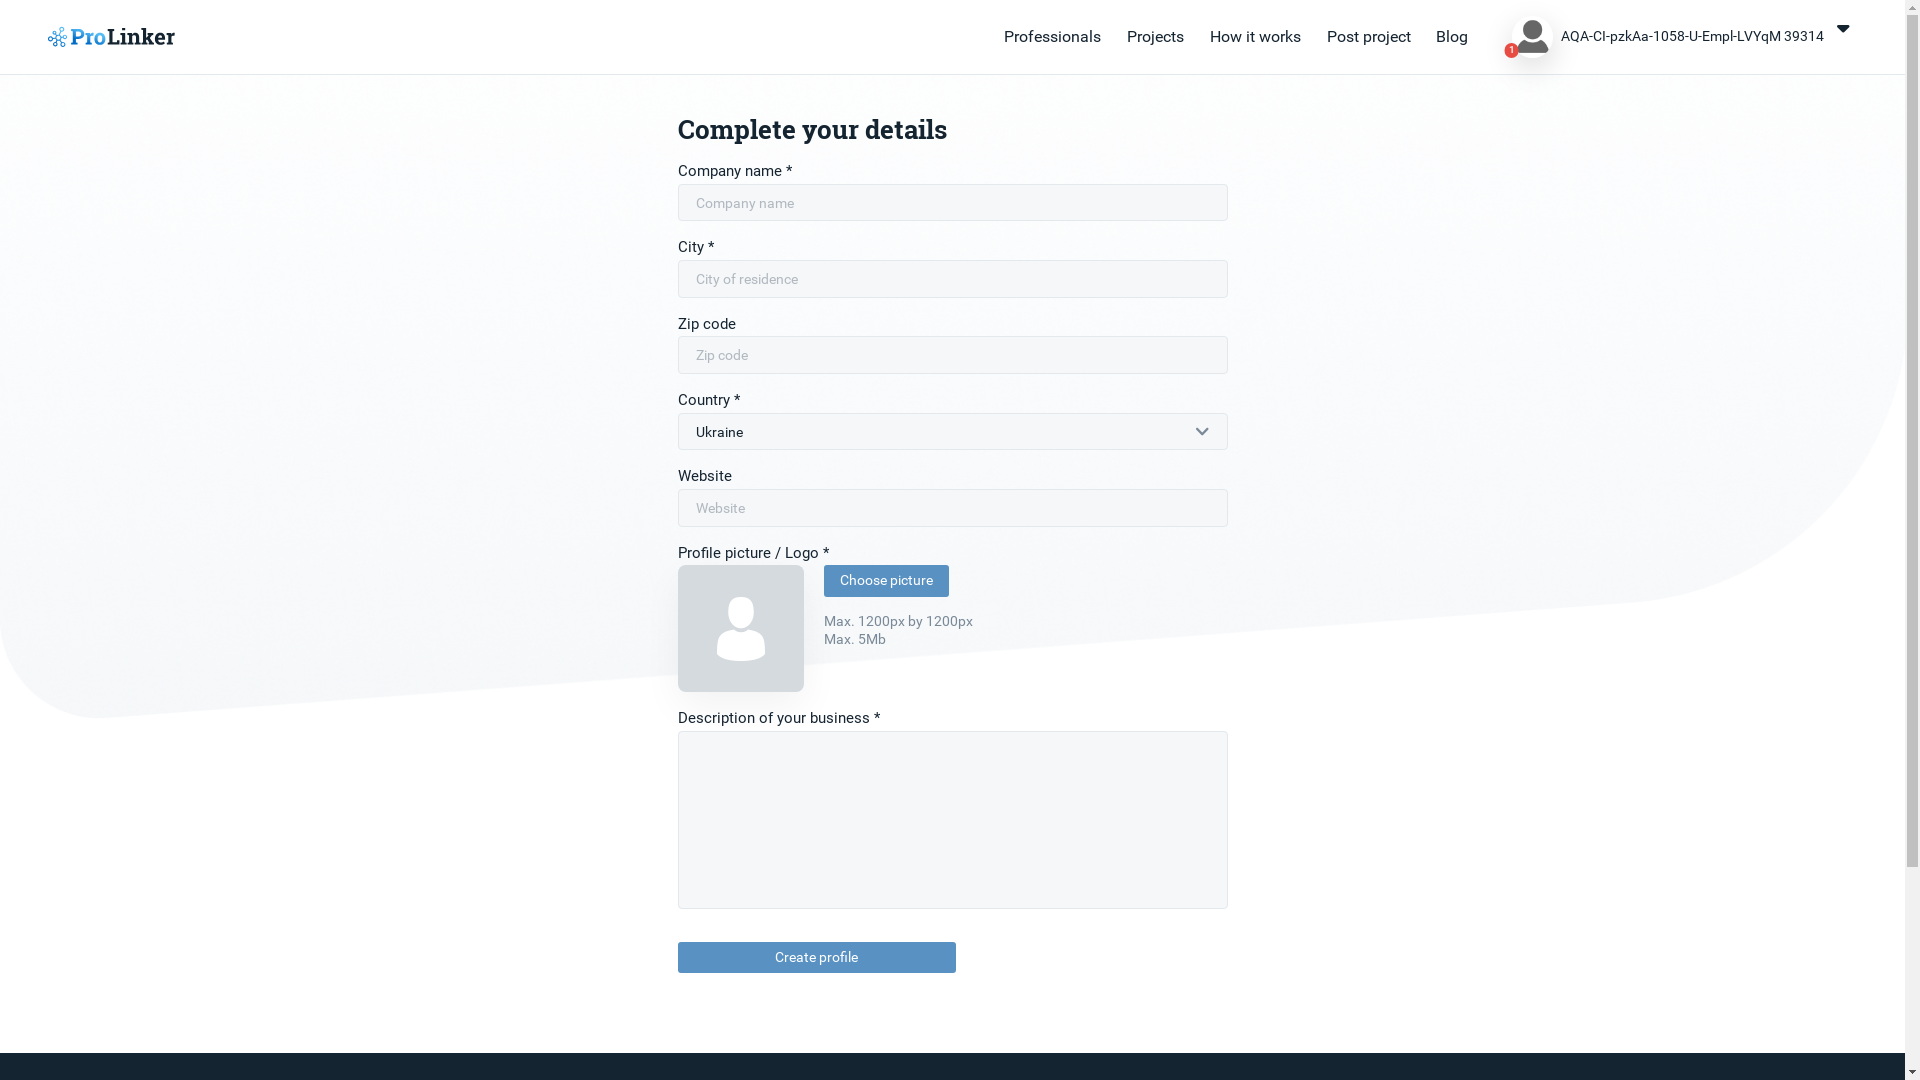 ProLinker
Professionals
Projects
How it works
Post project
Blog
1
AQA-CI-pzkAa-1058-U-Empl-LVYqM 39314
Complete your details
Company name *
Company name
City *
City of residence
Zip code
Zip code
Country *
Ukraine
Website
Website
Profile picture / Logo *
Choose picture
Max. 1200px by 1200px
Max. 5Mb
Description of your business *
Create profile